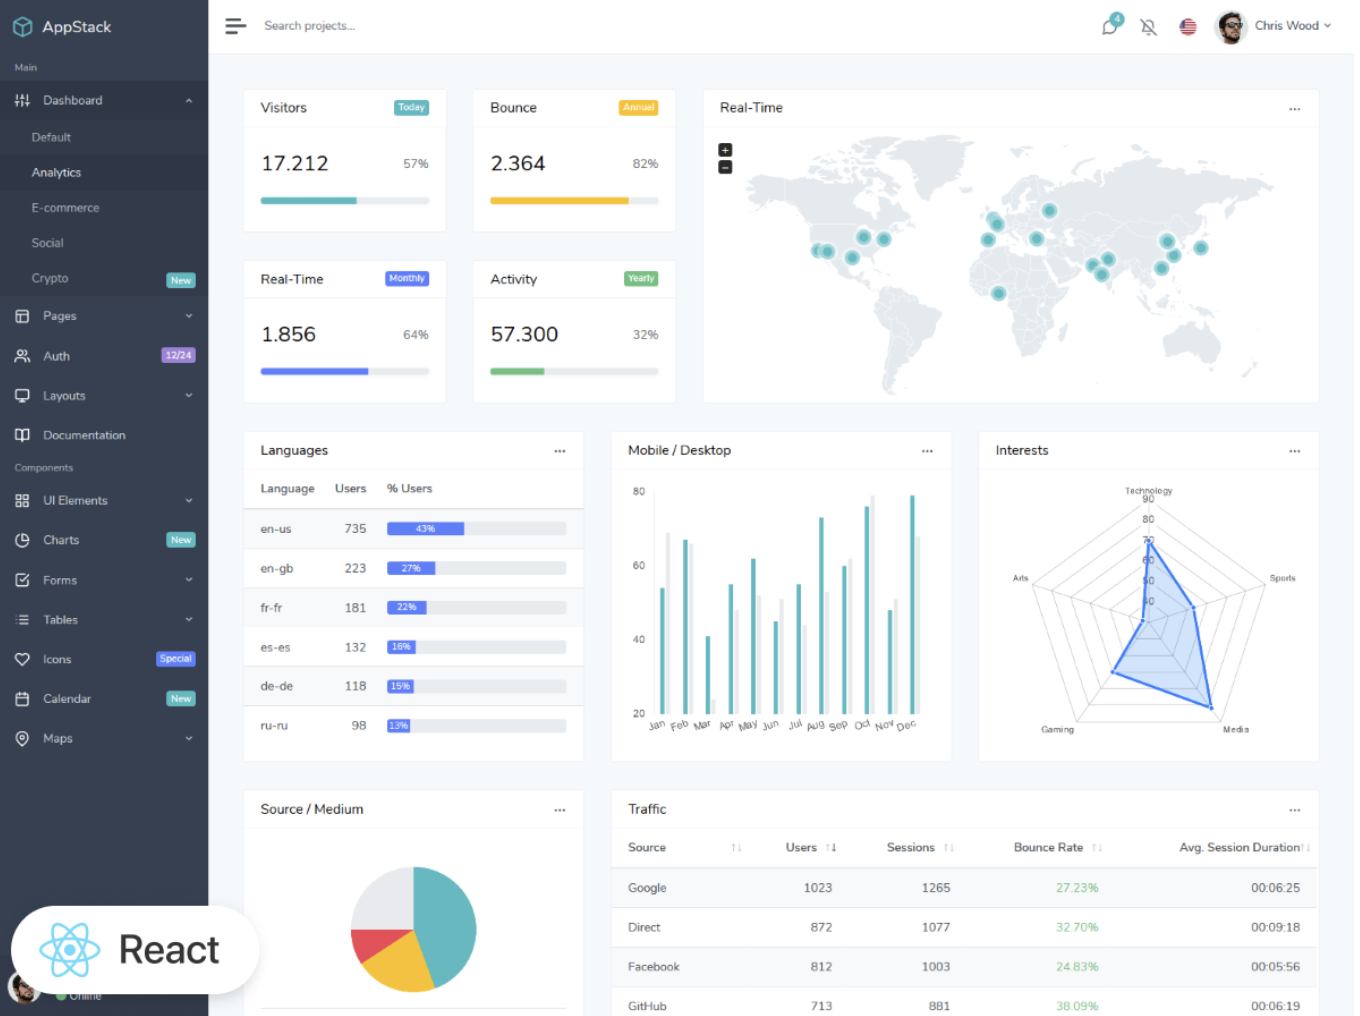 AppStack
Main
Dashboard
Default
Analytics
E-commerce
Social
Crypto New
Pages
Auth 12/24
Layouts
Documentation
Components
UI Elements
Charts New
Forms
Tables
Icons Special
Calendar New
Maps
React
Online
Search projects...
4
Chris Wood
Visitors Today
17.212 57%
Bounce Annual
2.364 82%
Real-Time Monthly
1.856 64%
Activity Yearly
57.300 32%
Real-Time ...
+
−
Languages ...
Language Users % Users
en-us 735 43%
en-gb 223 27%
fr-fr 181 22%
es-es 132 16%
de-de 118 15%
ru-ru 98 13%
Mobile / Desktop ...
80
60
40
20
Jan Feb Mar Apr May Jun Jul Aug Sep Oct Nov Dec
Interests ...
Technology
90
80
70
60
50
40
Arts
Sports
Gaming
Media
Source / Medium ...
Traffic ...
Source Users Sessions Bounce Rate Avg. Session Duration
Google 1023 1265 27.23% 00:06:25
Direct 872 1077 32.70% 00:09:18
Facebook 812 1003 24.83% 00:05:56
GitHub 713 881 38.09% 00:06:19